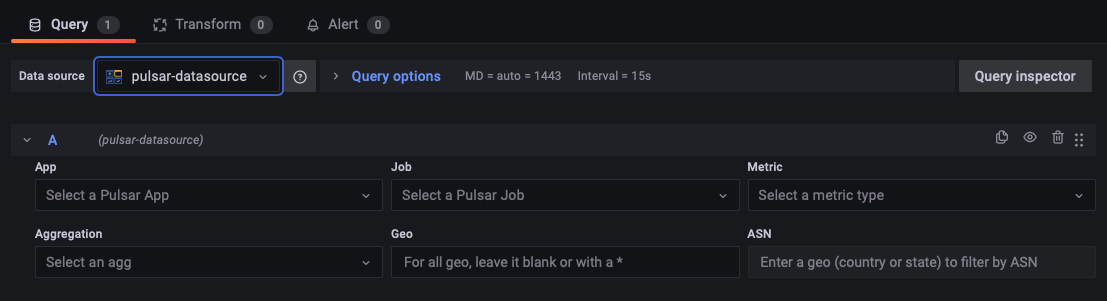 Query 1 Transform 0 Alert 0
Data source pulsar-datasource Query options MD = auto = 1443 Interval = 15s Query inspector
A (pulsar-datasource)
App Job Metric
Select a Pulsar App Select a Pulsar Job Select a metric type
Aggregation Geo ASN
Select an agg For all geo, leave it blank or with a * Enter a geo (country or state) to filter by ASN